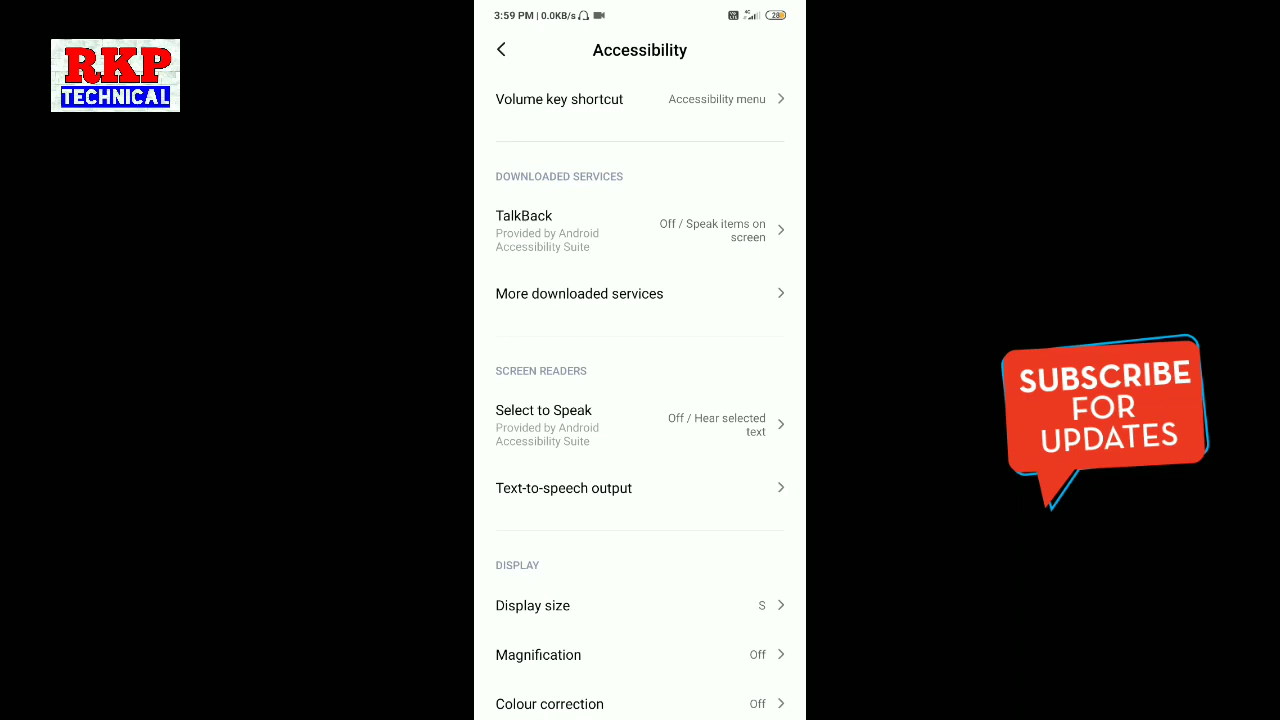 3:59 PM | 0.0KB/s
4G
28
RKP
TECHNICAL
Accessibility
Volume key shortcut
Accessibility menu
DOWNLOADED SERVICES
TalkBack
Provided by Android
Accessibility Suite
Off / Speak items on
screen
More downloaded services
SCREEN READERS
Select to Speak
Provided by Android
Accessibility Suite
Off / Hear selected
text
Text-to-speech output
DISPLAY
Display size
S
Magnification
Off
Colour correction
Off
SUBSCRIBE
FOR
UPDATES